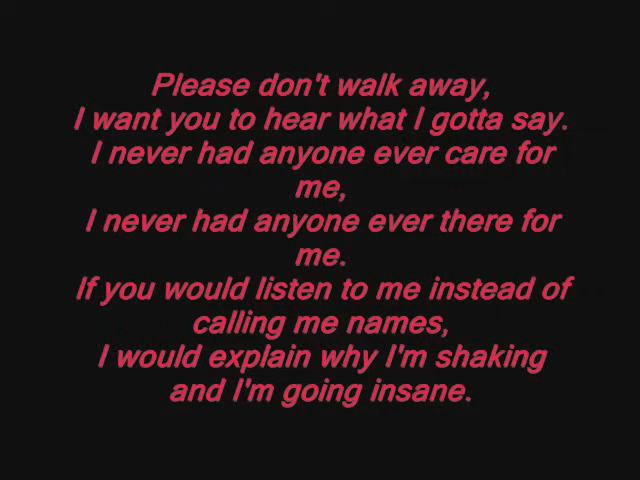 Please don't walk away,
I want you to hear what I gotta say.
I never had anyone ever care for
me,
I never had anyone ever there for
me.
If you would listen to me instead of
calling me names,
I would explain why I'm shaking
and I'm going insane.